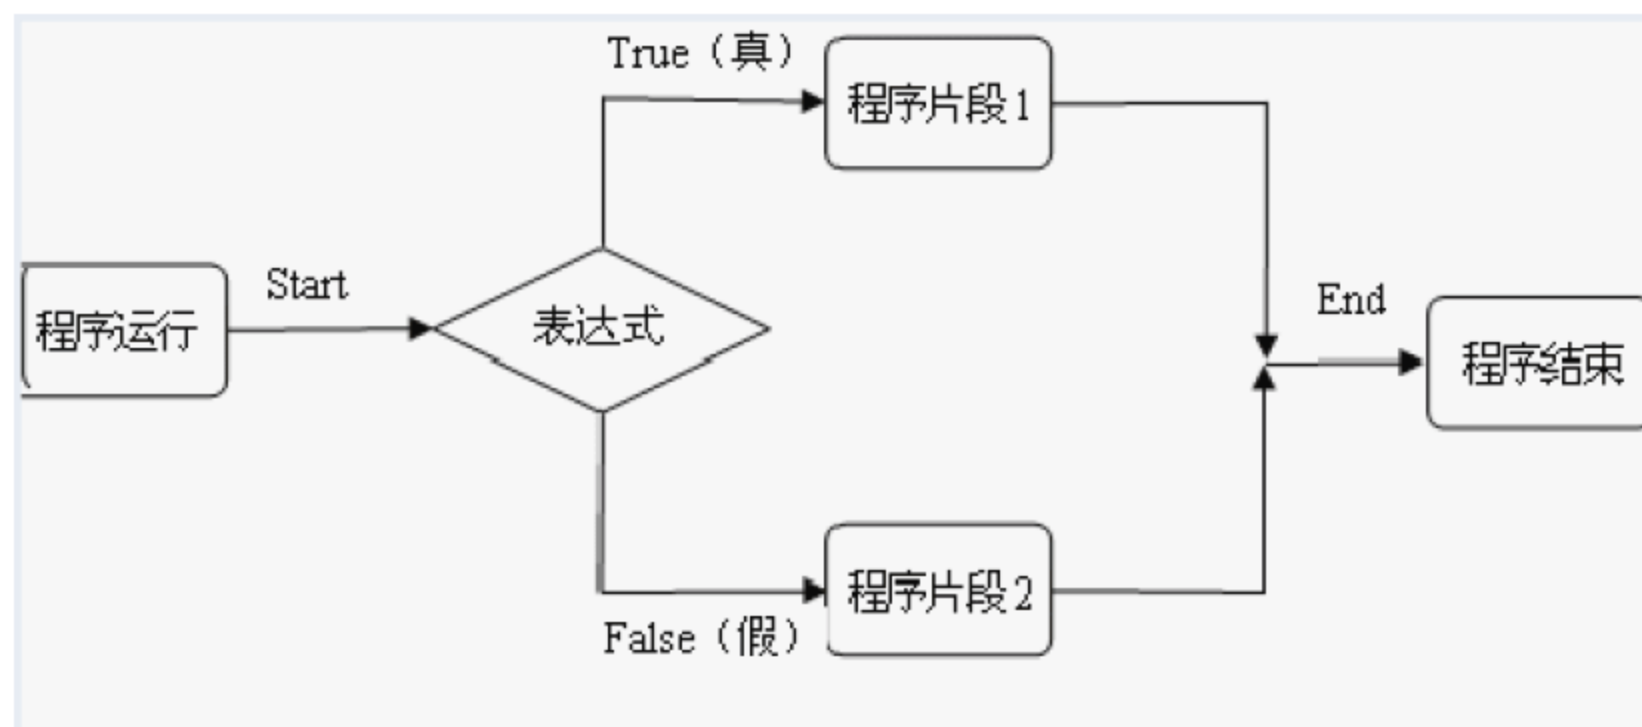 True（真）
程序片段1
Start
程序运行
表达式
End
程序结束
程序片段2
False（假）